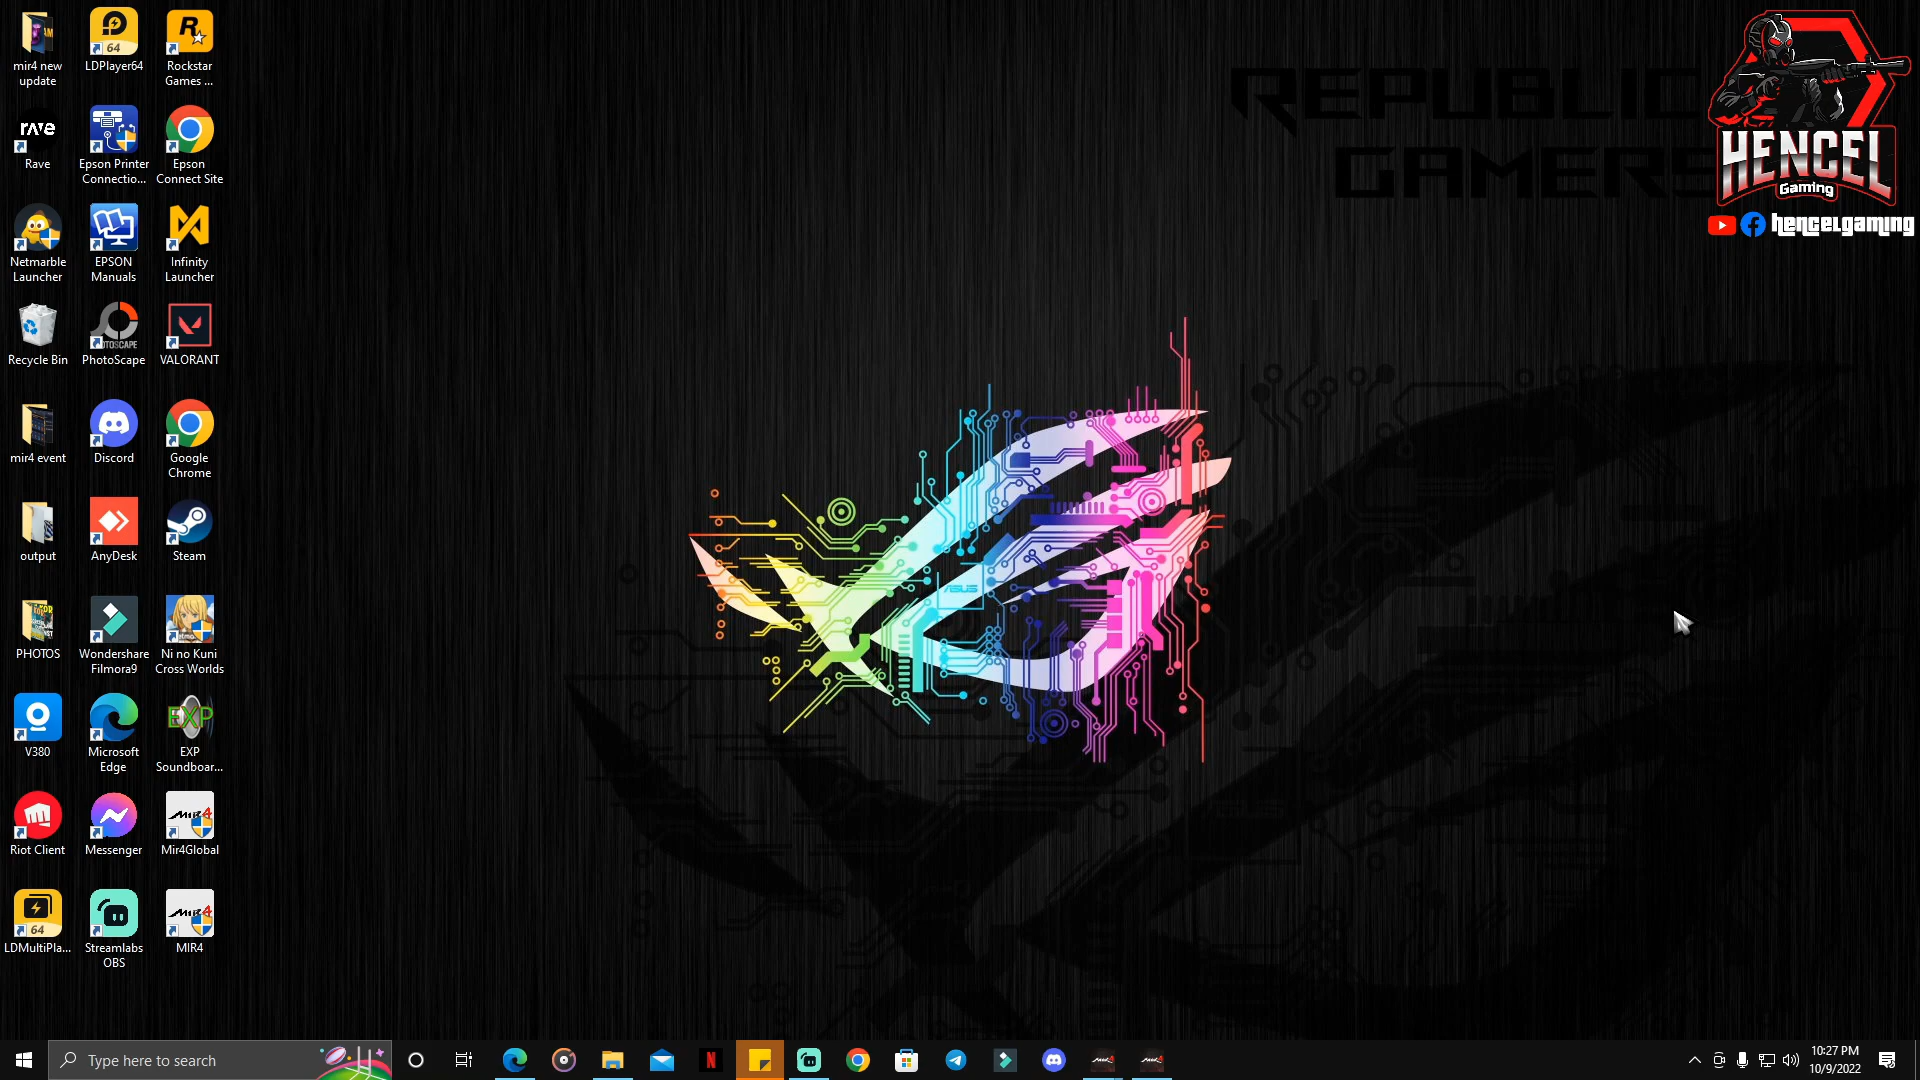 mir4 new
update
LDPlayer64
Rockstar
Games ...
Rave
Epson Printer
Connectio...
Epson
Connect Site
Netmarble
Launcher
EPSON
Manuals
Infinity
Launcher
Recycle Bin
PhotoScape
VALORANT
mir4 event
Discord
Google
Chrome
output
AnyDesk
Steam
PHOTOS
Wondershare
Filmora9
Ni no Kuni
Cross Worlds
V380
Microsoft
Edge
EXP
Soundboar...
Riot Client
Messenger
Mir4Global
LDMultiPla...
Streamlabs
OBS
MIR4
REPUBLIC
GAMERS
HENCEL
Gaming
hencelgaming
ASUS
Type here to search
10:27 PM
10/9/2022